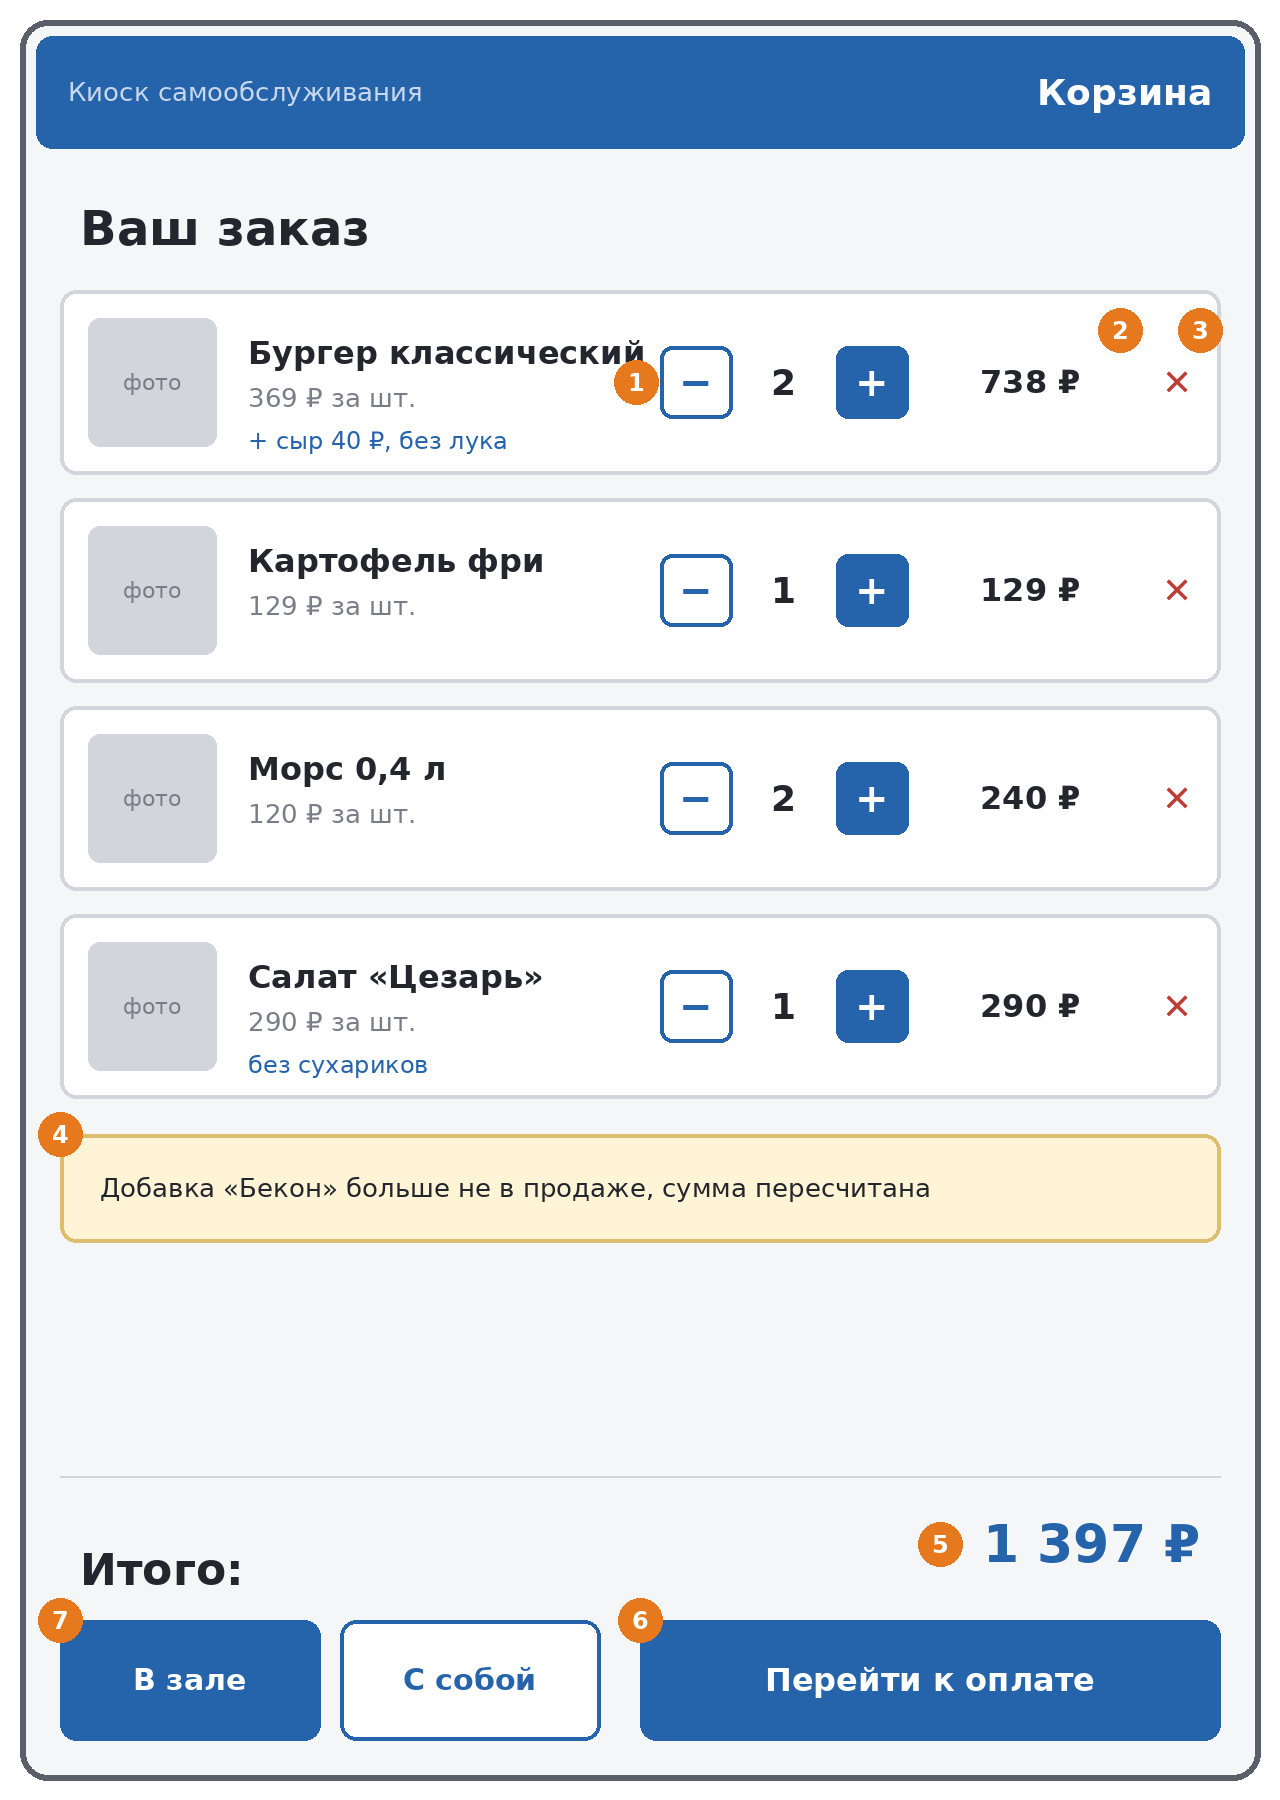 Киоск самообслуживания
Корзина
Ваш заказ
2
3
фото
Бургер классический
1
− 2 + 738 ₽ ✕
369 ₽ за шт.
+ сыр 40 ₽, без лука
фото
Картофель фри
129 ₽ за шт.
− 1 + 129 ₽ ✕
фото
Морс 0,4 л
120 ₽ за шт.
− 2 + 240 ₽ ✕
фото
Салат «Цезарь»
290 ₽ за шт.
без сухариков
− 1 + 290 ₽ ✕
4
Добавка «Бекон» больше не в продаже, сумма пересчитана
Итого:
5
1 397 ₽
7
В зале
С собой
6
Перейти к оплате